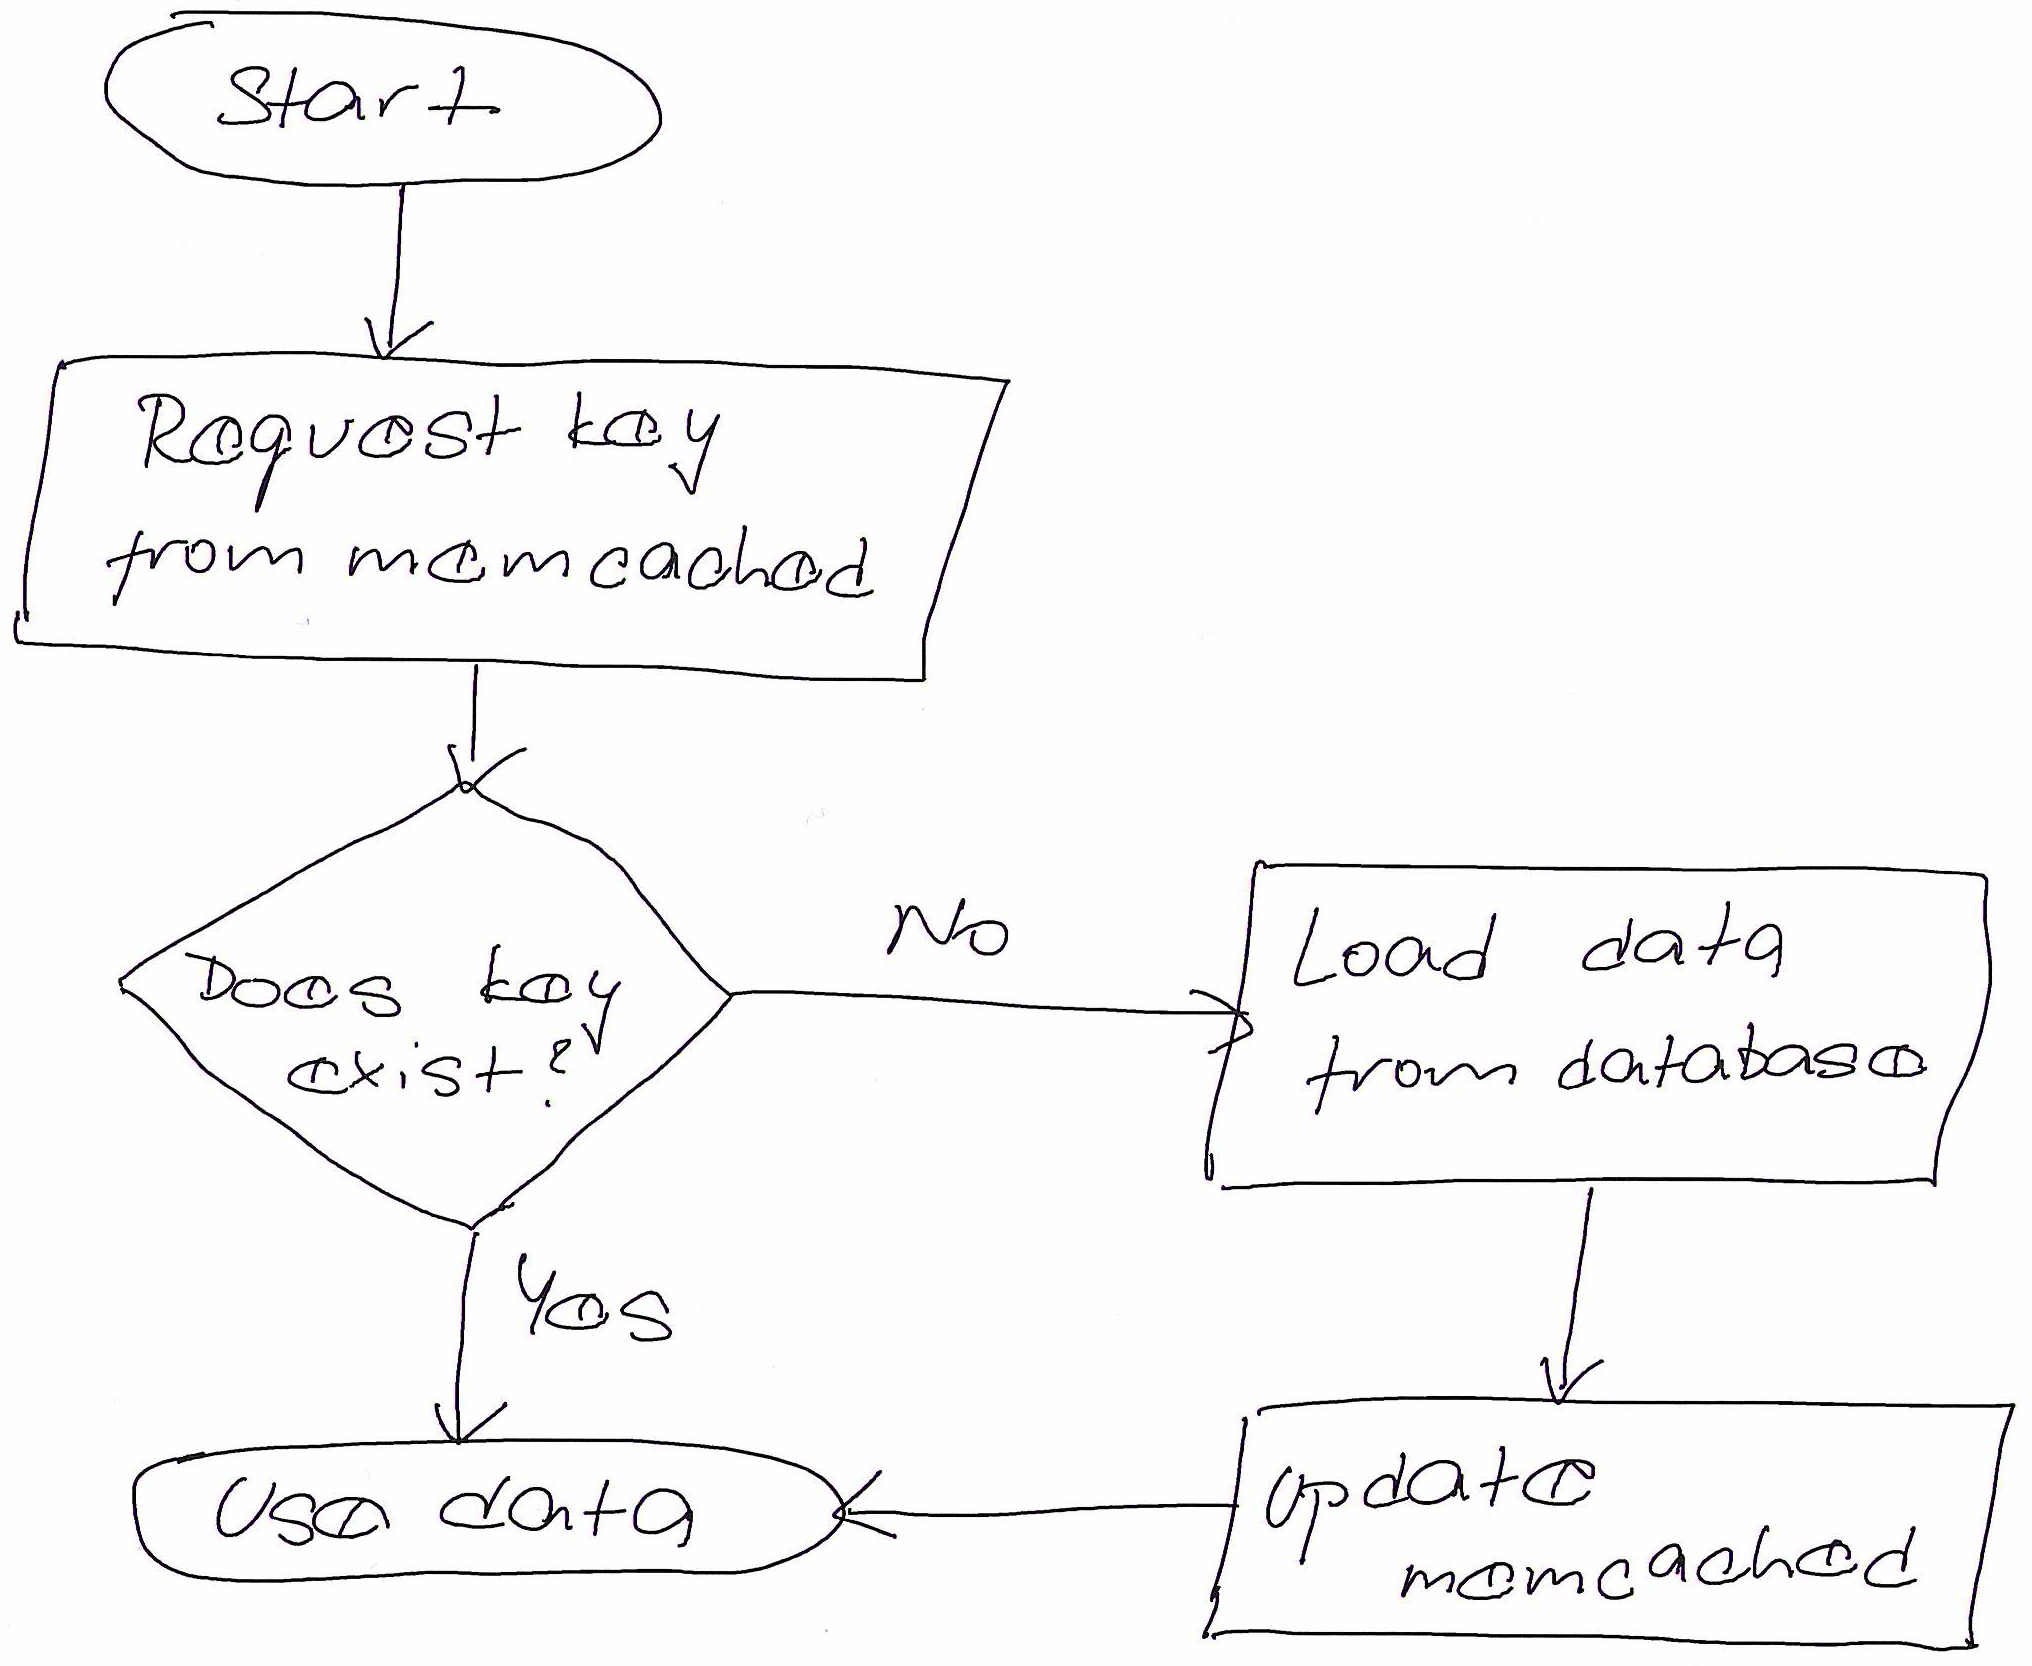 Start
Request key
from memcached
Does key
exist?
No
Load data
from database
Yes
Use data
Update
memcached